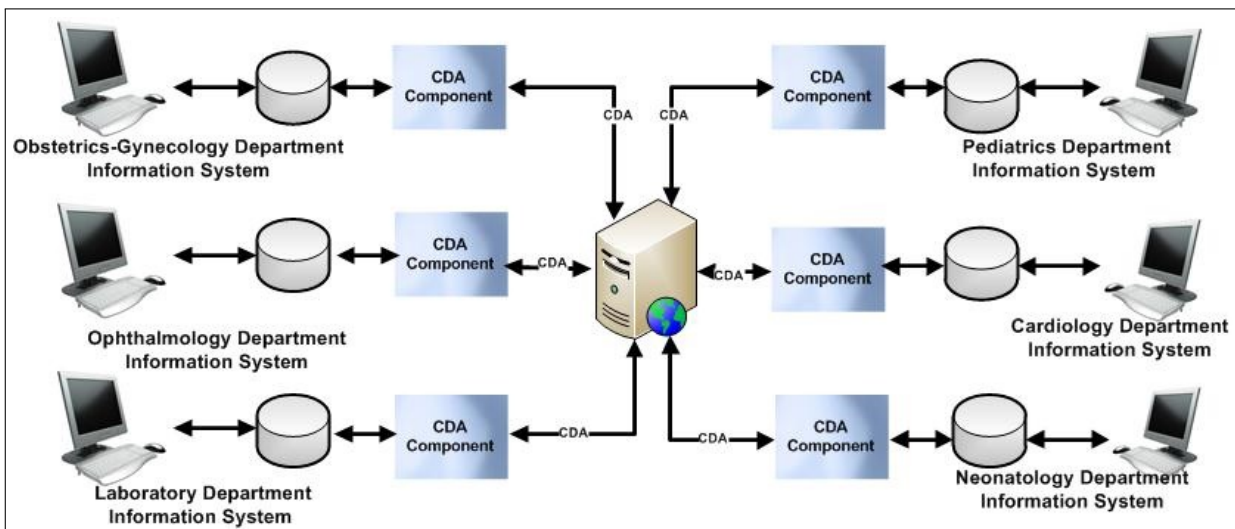 CDA
Component
CDA
Obstetrics-Gynecology Department
Information System
CDA
Component
CDA
Pediatrics Department
Information System
CDA
Component
CDA
Ophthalmology Department
Information System
CDA
Component
CDA
Cardiology Department
Information System
CDA
Component
CDA
Laboratory Department
Information System
CDA
Component
CDA
Neonatology Department
Information System